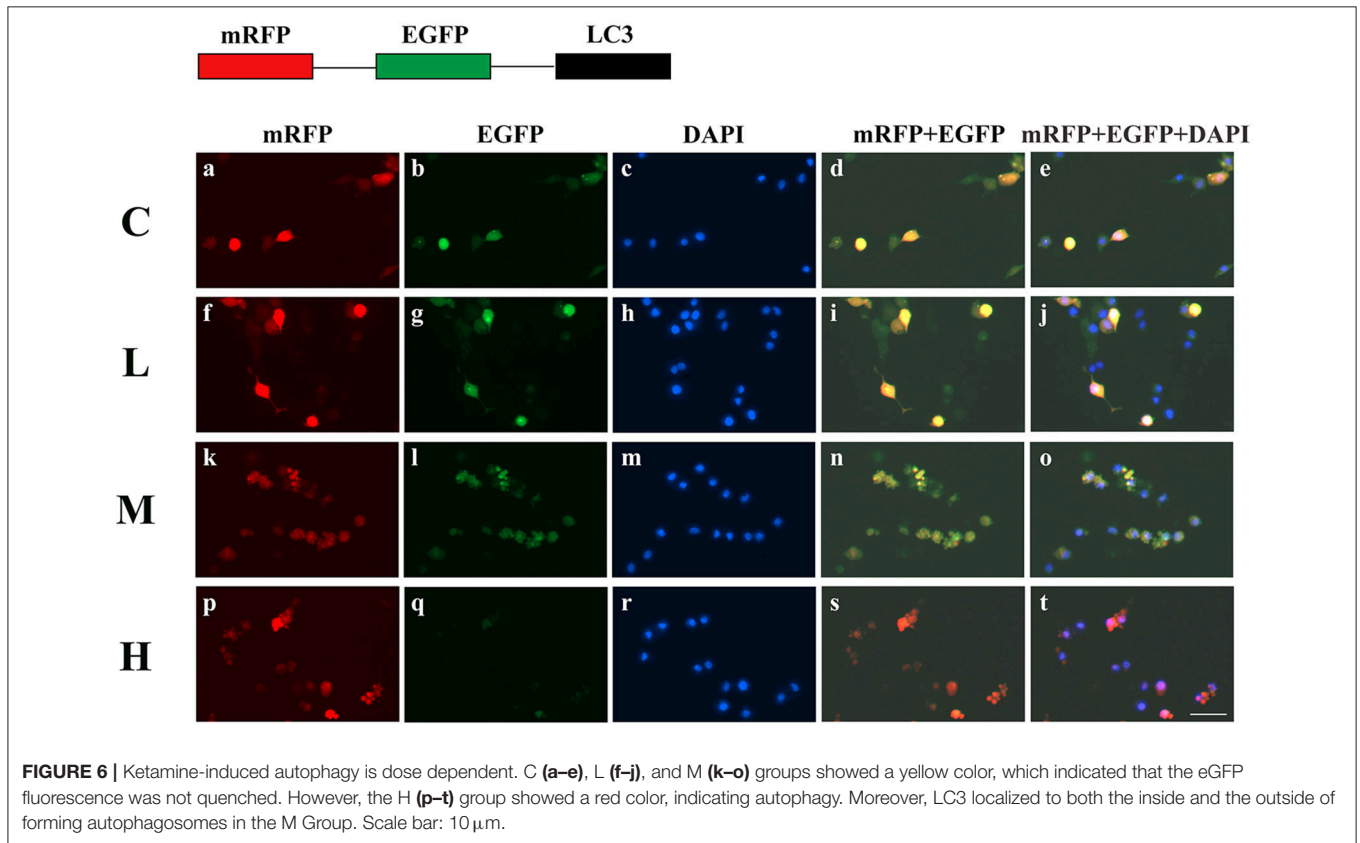 mRFP EGFP LC3
mRFP EGFP DAPI mRFP+EGFP mRFP+EGFP+DAPI
C a b c d e
L f g h i j
M k l m n o
H p q r s t
FIGURE 6 | Ketamine-induced autophagy is dose dependent. C (a–e), L (f–j), and M (k–o) groups showed a yellow color, which indicated that the eGFP
fluorescence was not quenched. However, the H (p–t) group showed a red color, indicating autophagy. Moreover, LC3 localized to both the inside and the outside of
forming autophagosomes in the M Group. Scale bar: 10 μm.